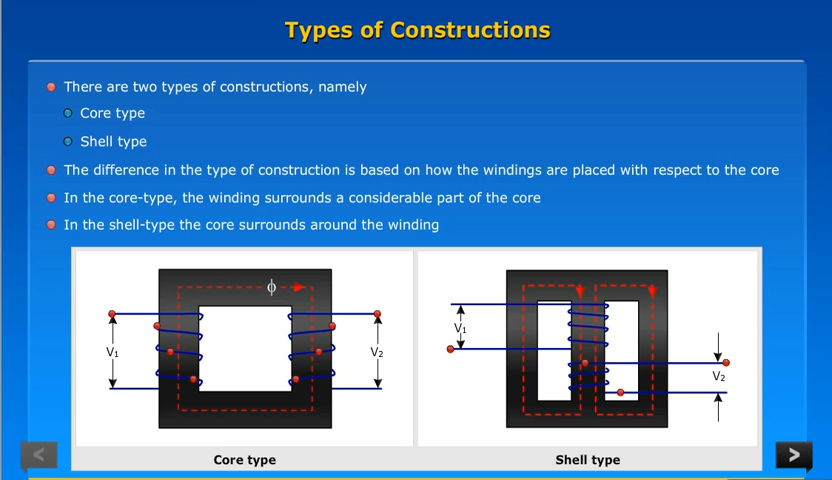 Types of Constructions
There are two types of constructions, namely
Core type
Shell type
The difference in the type of construction is based on how the windings are placed with respect to the core
In the core-type, the winding surrounds a considerable part of the core
In the shell-type the core surrounds around the winding
ϕ
V₁
V₂
V₁
V₂
Core type
Shell type
<
>